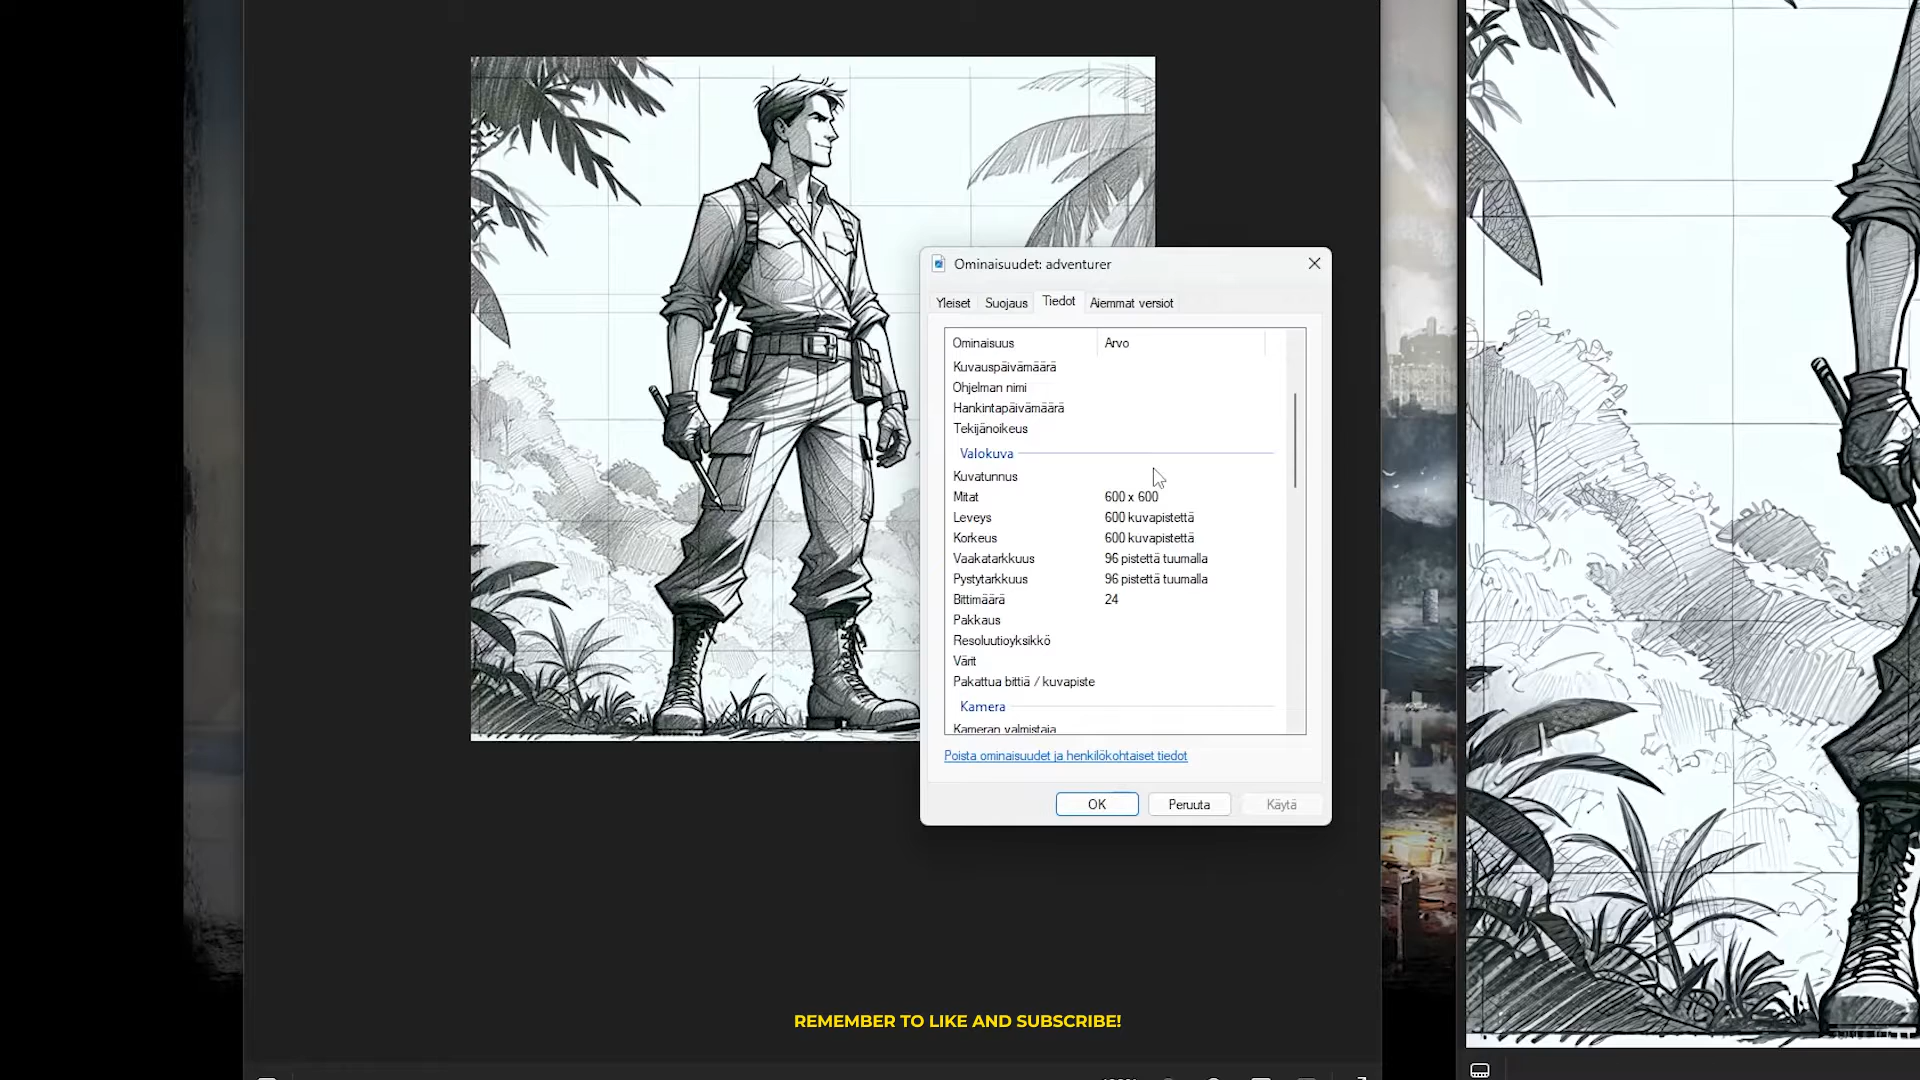 Ominaisuudet: adventurer
Yleiset Suojaus Tiedot Aiemmat versiot
Ominaisuus Arvo
Kuvauspäivämäärä
Ohjelman nimi
Hankintapäivämäärä
Tekijänoikeus
Valokuva
Kuvatunnus
Mitat 600 x 600
Leveys 600 kuvapistettä
Korkeus 600 kuvapistettä
Vaakatarkkuus 96 pistettä tuumalla
Pystytarkkuus 96 pistettä tuumalla
Bittimäärä 24
Pakkaus
Resoluutioyksikkö
Värit
Pakattua bittiä / kuvapiste
Kamera
Kameran valmistaja
Poista ominaisuudet ja henkilökohtaiset tiedot
OK Peruuta Käytä
REMEMBER TO LIKE AND SUBSCRIBE!